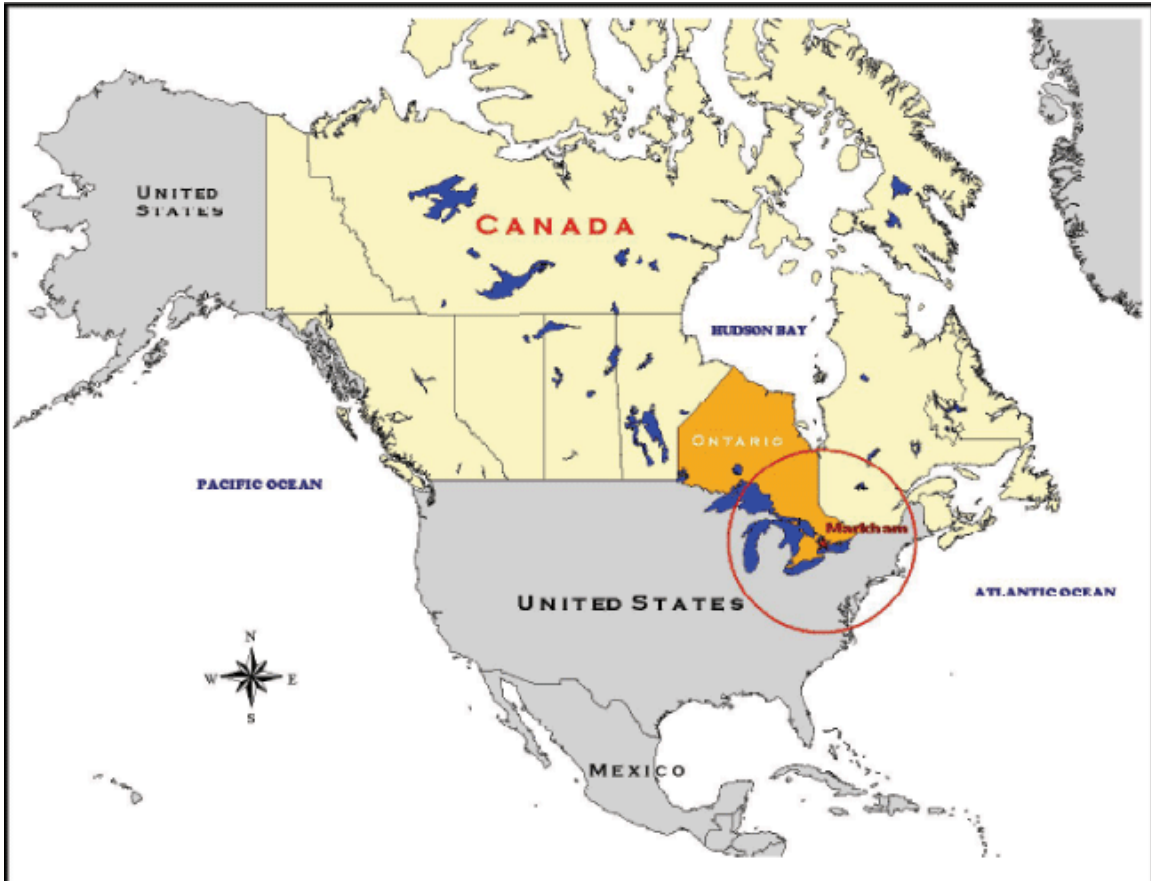 UNITED
STATES
CANADA
HUDSON BAY
ONTARIO
PACIFIC OCEAN
Markham
ATLANTIC OCEAN
UNITED STATES
N
W E
S
MEXICO